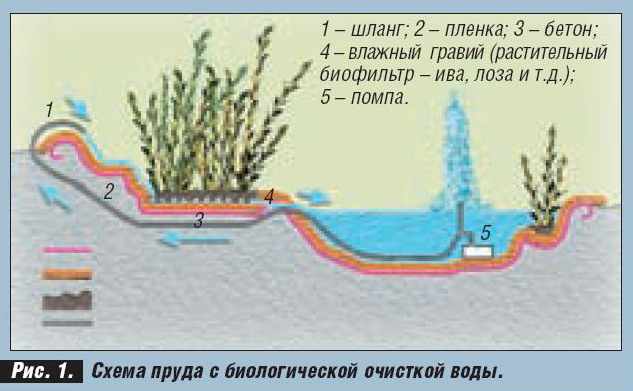 1 – шланг; 2 – пленка; 3 – бетон;
4 – влажный гравий (растительный
биофильтр – ива, лоза и т.д.);
5 – помпа.
1
2
3
4
5
Рис. 1. Схема пруда с биологической очисткой воды.